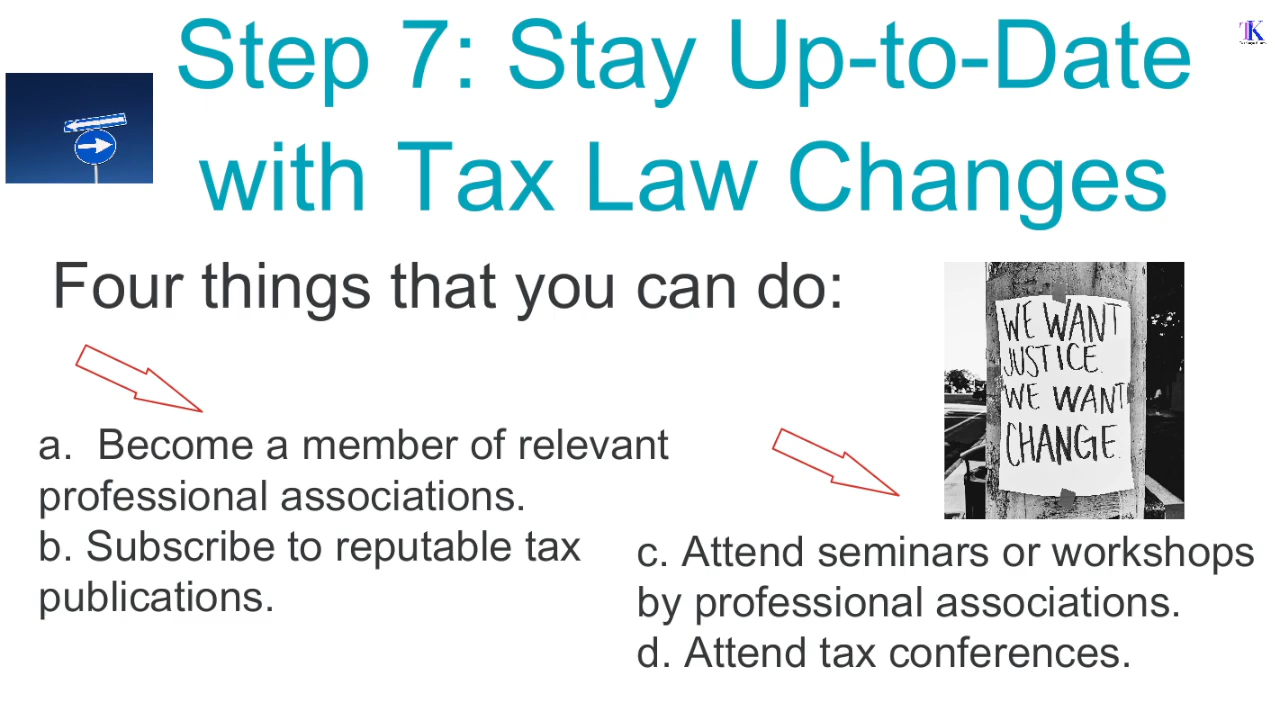 Step 7: Stay Up-to-Date
with Tax Law Changes
Four things that you can do:
WE WANT
JUSTICE.
WE WANT
CHANGE.
a. Become a member of relevant
professional associations.
b. Subscribe to reputable tax
publications.
c. Attend seminars or workshops
by professional associations.
d. Attend tax conferences.
TK